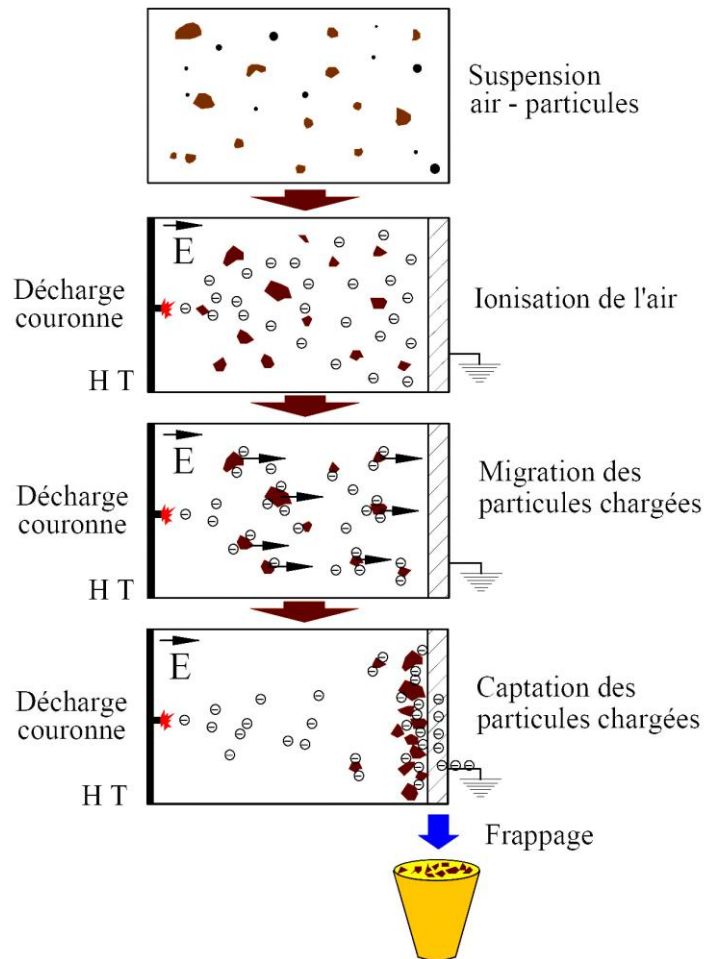 Suspension
air - particules
E
Décharge
couronne
H T
Ionisation de l'air
E
Décharge
couronne
H T
Migration des
particules chargées
E
Décharge
couronne
H T
Captation des
particules chargées
Frappage